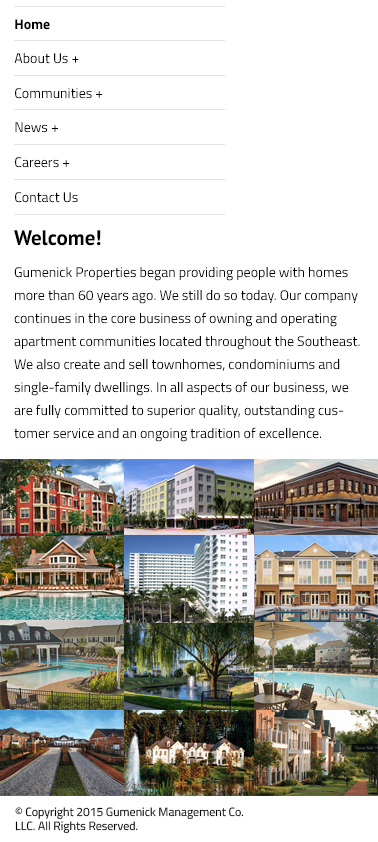 Home
About Us +
Communities +
News +
Careers +
Contact Us
Welcome!
Gumenick Properties began providing people with homes
more than 60 years ago. We still do so today. Our company
continues in the core business of owning and operating
apartment communities located throughout the Southeast.
We also create and sell townhomes, condominiums and
single-family dwellings. In all aspects of our business, we
are fully committed to superior quality, outstanding cus-
tomer service and an ongoing tradition of excellence.
© Copyright 2015 Gumenick Management Co.
LLC. All Rights Reserved.